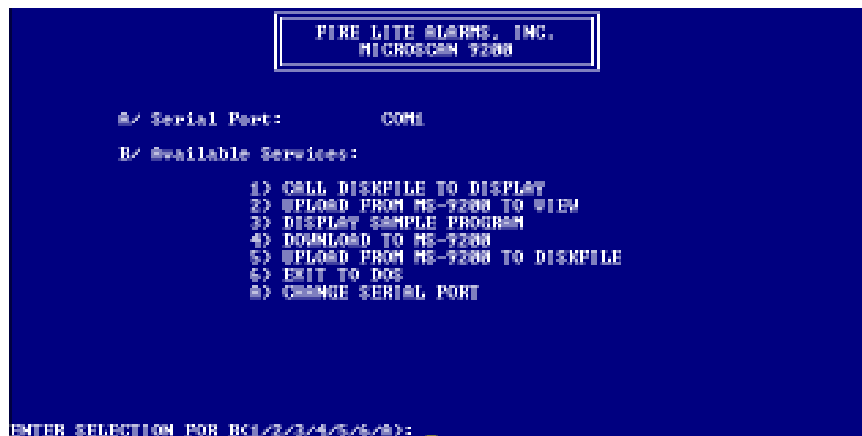 FIRE LITE ALARMS, INC.
MICROSCAN 9200
A/ Serial Port: COM1
B/ Available Services:
1) CALL DISKFILE TO DISPLAY
2) UPLOAD FROM MS-9200 TO VIEW
3) DISPLAY SAMPLE PROGRAM
4) DOWNLOAD TO MS-9200
5) UPLOAD FROM MS-9200 TO DISKFILE
6) EXIT TO DOS
A) CHANGE SERIAL PORT
ENTER SELECTION FOR B(1/2/3/4/5/6/A): _